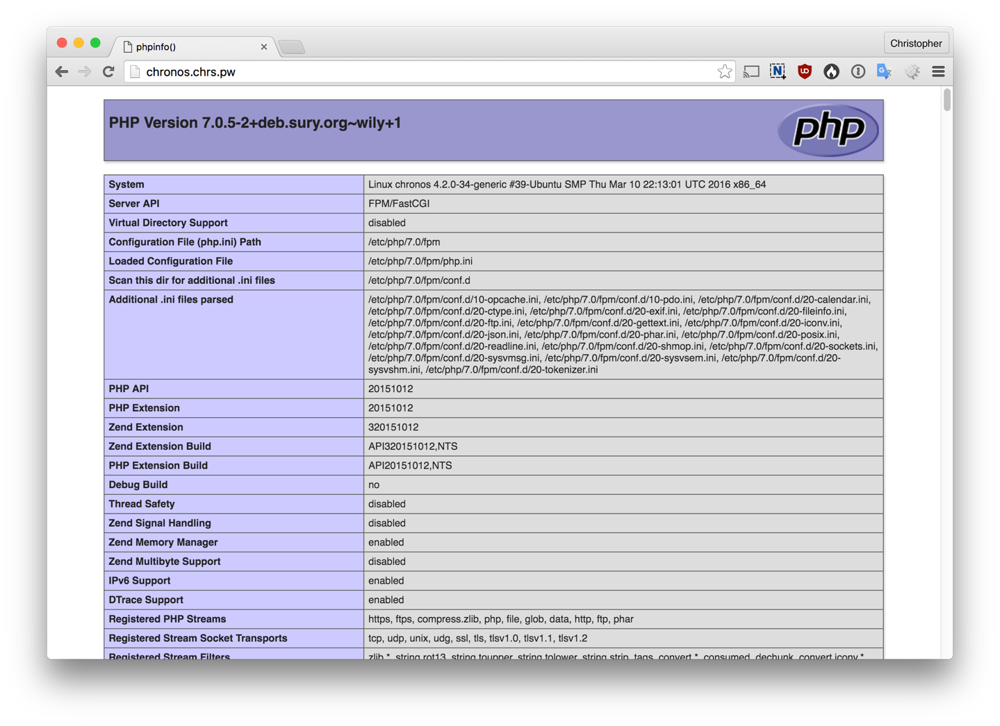 phpinfo()
Christopher
chronos.chrs.pw
PHP Version 7.0.5-2+deb.sury.org~wily+1
php
System Linux chronos 4.2.0-34-generic #39-Ubuntu SMP Thu Mar 10 22:13:01 UTC 2016 x86_64
Server API FPM/FastCGI
Virtual Directory Support disabled
Configuration File (php.ini) Path /etc/php/7.0/fpm
Loaded Configuration File /etc/php/7.0/fpm/php.ini
Scan this dir for additional .ini files /etc/php/7.0/fpm/conf.d
Additional .ini files parsed /etc/php/7.0/fpm/conf.d/10-opcache.ini, /etc/php/7.0/fpm/conf.d/10-pdo.ini, /etc/php/7.0/fpm/conf.d/20-calendar.ini,
/etc/php/7.0/fpm/conf.d/20-ctype.ini, /etc/php/7.0/fpm/conf.d/20-exif.ini, /etc/php/7.0/fpm/conf.d/20-fileinfo.ini,
/etc/php/7.0/fpm/conf.d/20-ftp.ini, /etc/php/7.0/fpm/conf.d/20-gettext.ini, /etc/php/7.0/fpm/conf.d/20-iconv.ini,
/etc/php/7.0/fpm/conf.d/20-json.ini, /etc/php/7.0/fpm/conf.d/20-phar.ini, /etc/php/7.0/fpm/conf.d/20-posix.ini,
/etc/php/7.0/fpm/conf.d/20-readline.ini, /etc/php/7.0/fpm/conf.d/20-shmop.ini, /etc/php/7.0/fpm/conf.d/20-sockets.ini,
/etc/php/7.0/fpm/conf.d/20-sysvmsg.ini, /etc/php/7.0/fpm/conf.d/20-sysvsem.ini, /etc/php/7.0/fpm/conf.d/20-
sysvshm.ini, /etc/php/7.0/fpm/conf.d/20-tokenizer.ini
PHP API 20151012
PHP Extension 20151012
Zend Extension 320151012
Zend Extension Build API320151012,NTS
PHP Extension Build API20151012,NTS
Debug Build no
Thread Safety disabled
Zend Signal Handling disabled
Zend Memory Manager enabled
Zend Multibyte Support disabled
IPv6 Support enabled
DTrace Support enabled
Registered PHP Streams https, ftps, compress.zlib, php, file, glob, data, http, ftp, phar
Registered Stream Socket Transports tcp, udp, unix, udg, ssl, tls, tlsv1.0, tlsv1.1, tlsv1.2
Registered Stream Filters zlib.*, string.rot13, string.toupper, string.tolower, string.strip_tags, convert.*, consumed, dechunk, convert.iconv.*